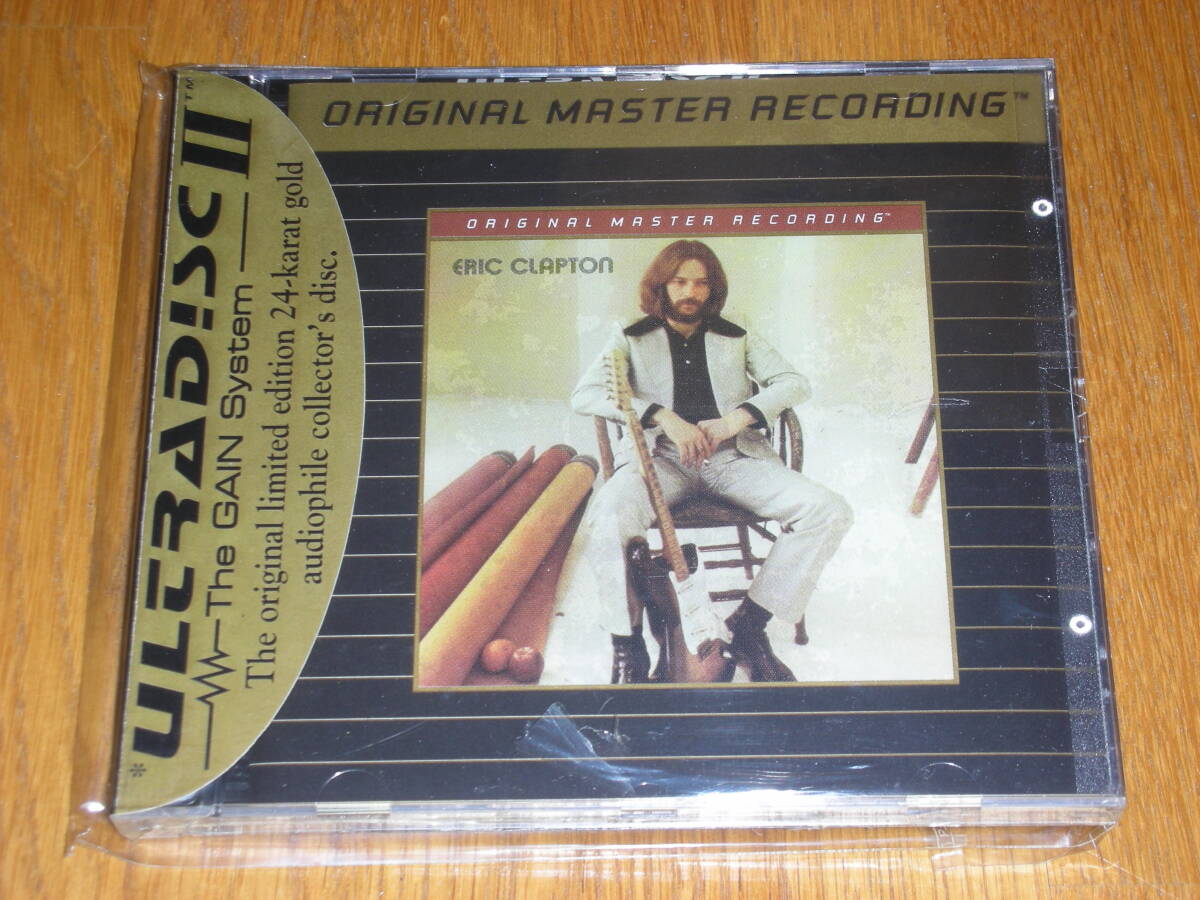 ORIGINAL MASTER RECORDING™
ORIGINAL MASTER RECORDING™
ERIC CLAPTON
*ULTRADISC II™
The GAIN System
The original limited edition 24-karat gold
audiophile collector's disc.